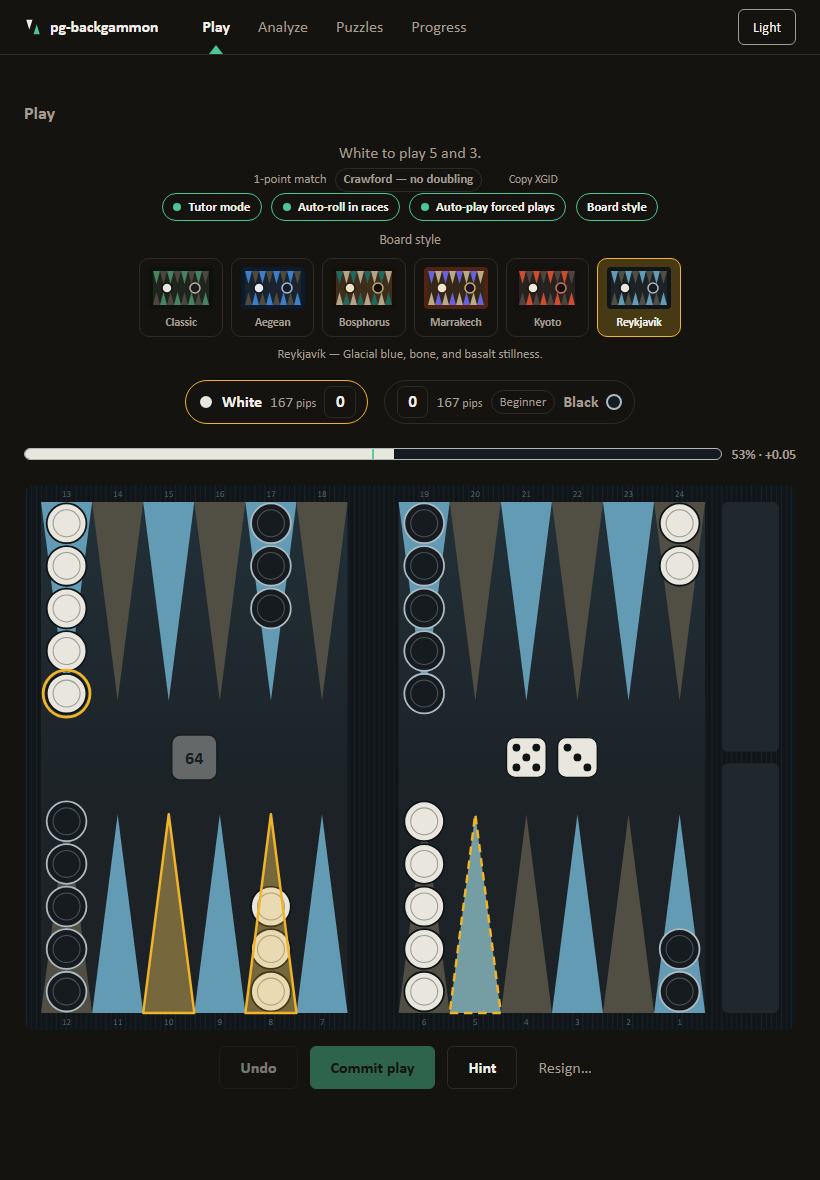 pg-backgammon Play Analyze Puzzles Progress Light
Play
White to play 5 and 3.
1-point match Crawford — no doubling Copy XGID
Tutor mode Auto-roll in races Auto-play forced plays Board style
Board style
Classic Aegean Bosphorus Marrakech Kyoto Reykjavík
Reykjavík — Glacial blue, bone, and basalt stillness.
White 167 pips 0 0 167 pips Beginner Black
53% · +0.05
13 14 15 16 17 18 19 20 21 22 23 24
64
12 11 10 9 8 7 6 5 4 3 2 1
Undo Commit play Hint Resign...